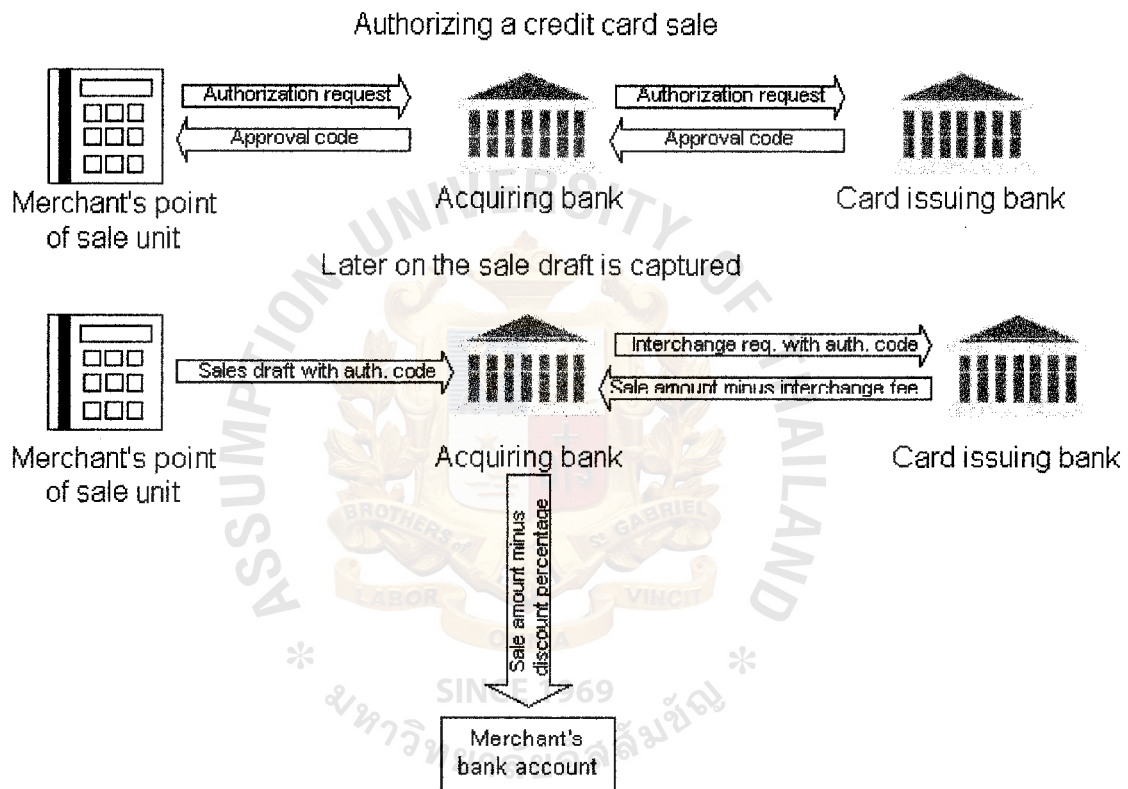 Authorizing a credit card sale
Authorization request
Authorization request
Approval code
Approval code
Merchant's point
of sale unit
Acquiring bank
Card issuing bank
Later on the sale draft is captured
Sales draft with auth. code
Interchange req. with auth. code
Sale amount minus interchange fee
Merchant's point
of sale unit
Acquiring bank
Card issuing bank
Sale amount minus
discount percentage
Merchant's
bank account
ASSUMPTION UNIVERSITY OF THAILAND
BROTHERS of
St GABRIEL
LABOR
VINCIT
SINCE 1969